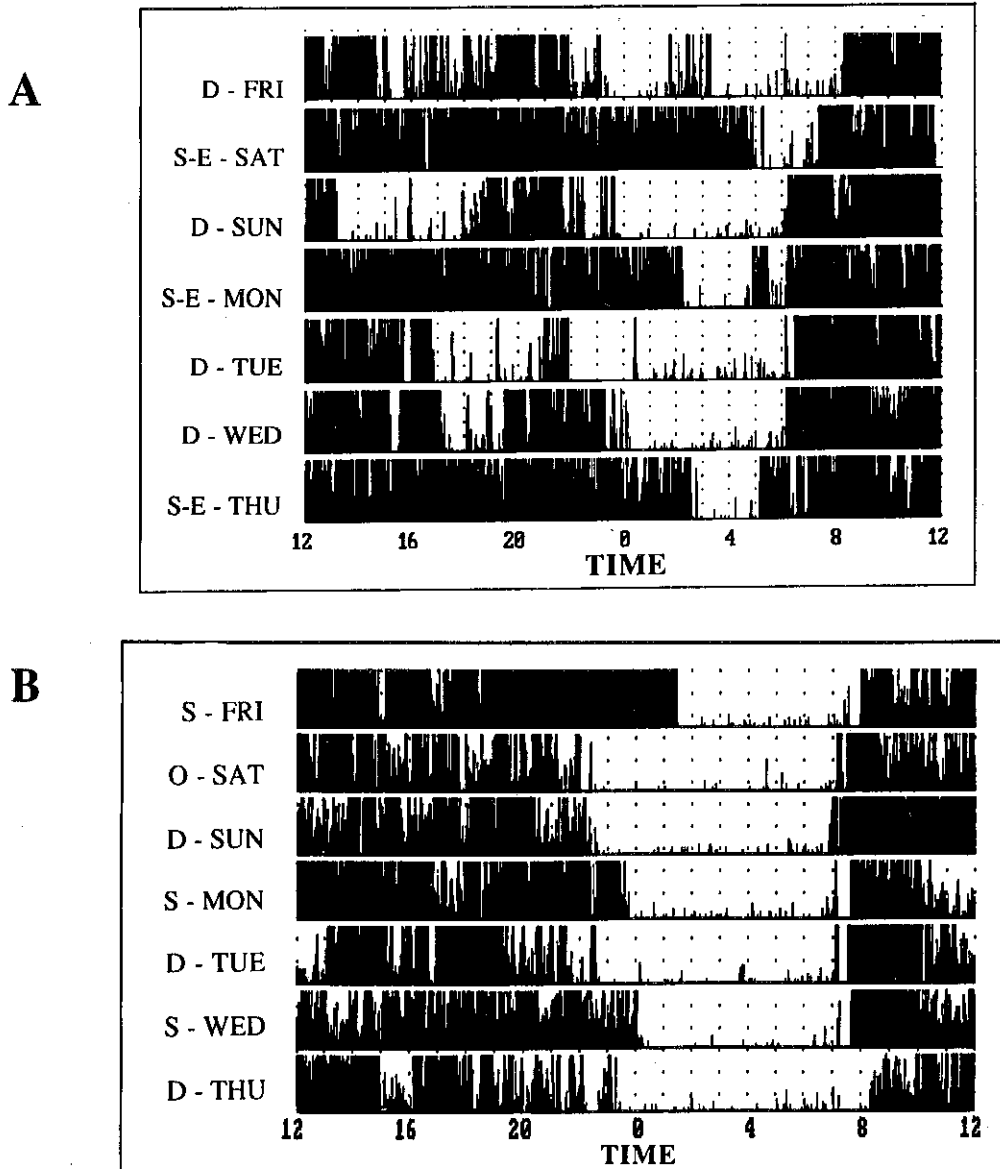 A
D - FRI
S-E - SAT
D - SUN
S-E - MON
D - TUE
D - WED
S-E - THU
12 16 20 0 4 8 12
TIME
B
S - FRI
O - SAT
D - SUN
S - MON
D - TUE
S - WED
D - THU
12 16 20 0 4 8 12
TIME